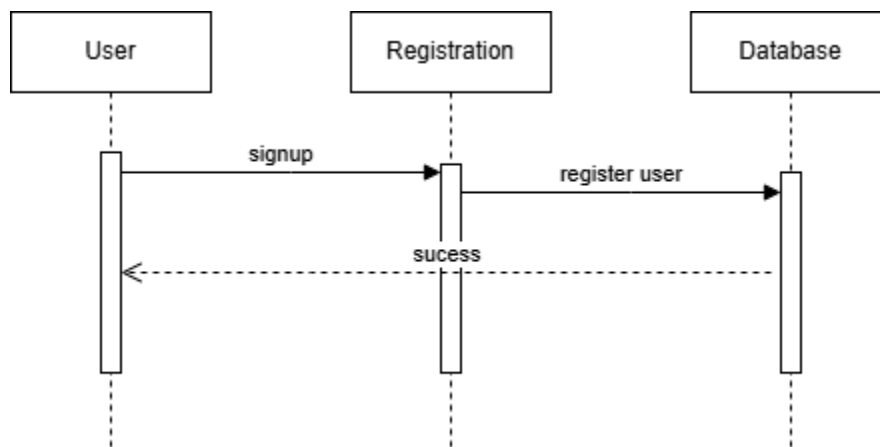 User
Registration
Database
signup
register user
sucess